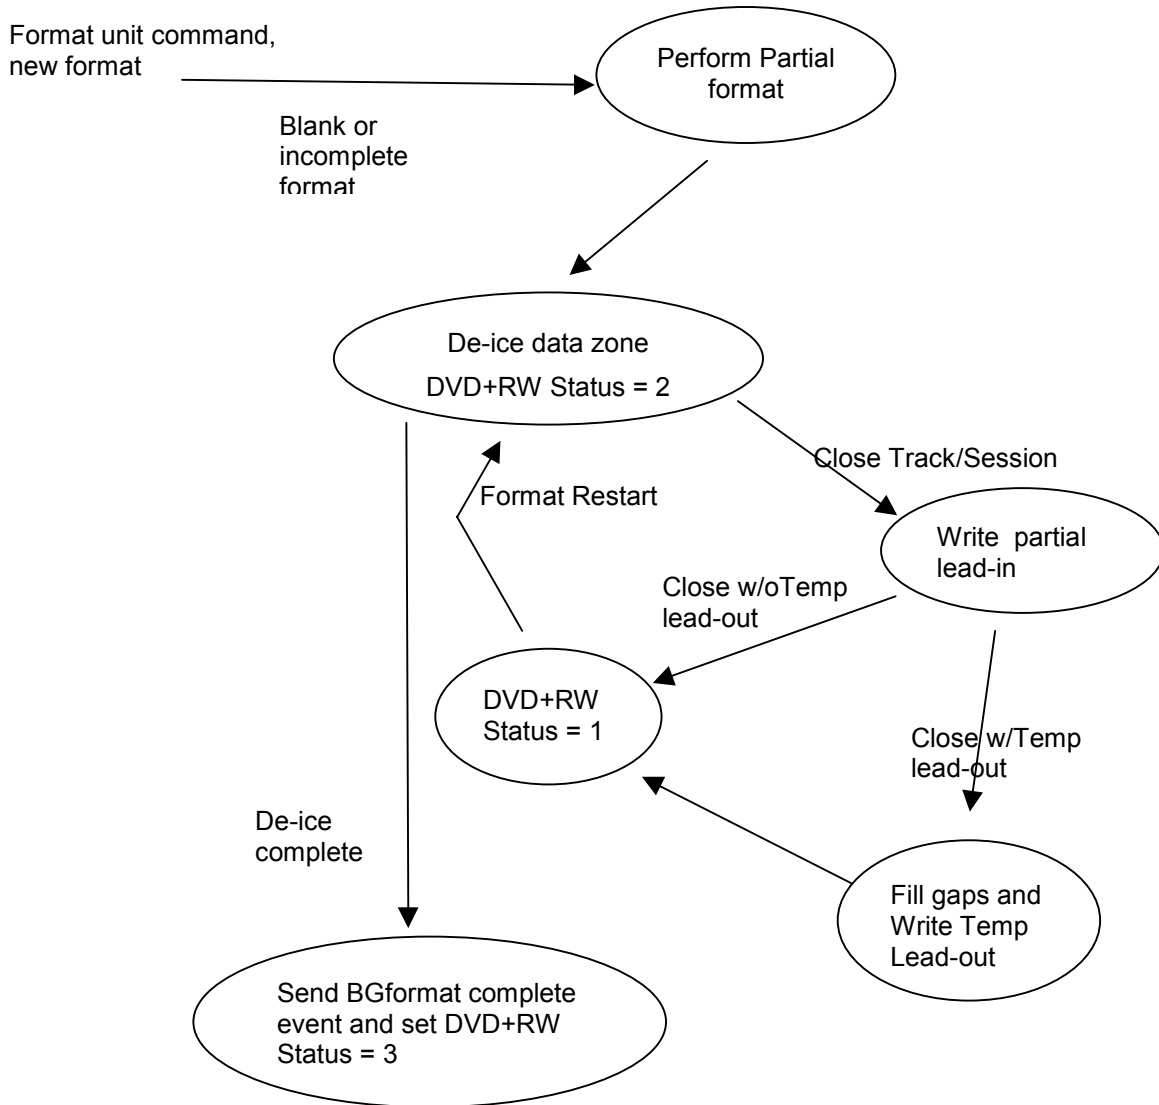 Format unit command,
new format
Perform Partial
format
Blank or
incomplete
format
De-ice data zone
DVD+RW Status = 2
Close Track/Session
Format Restart
Write partial
lead-in
Close w/oTemp
lead-out
DVD+RW
Status = 1
Close w/Temp
lead-out
De-ice
complete
Fill gaps and
Write Temp
Lead-out
Send BGformat complete
event and set DVD+RW
Status = 3